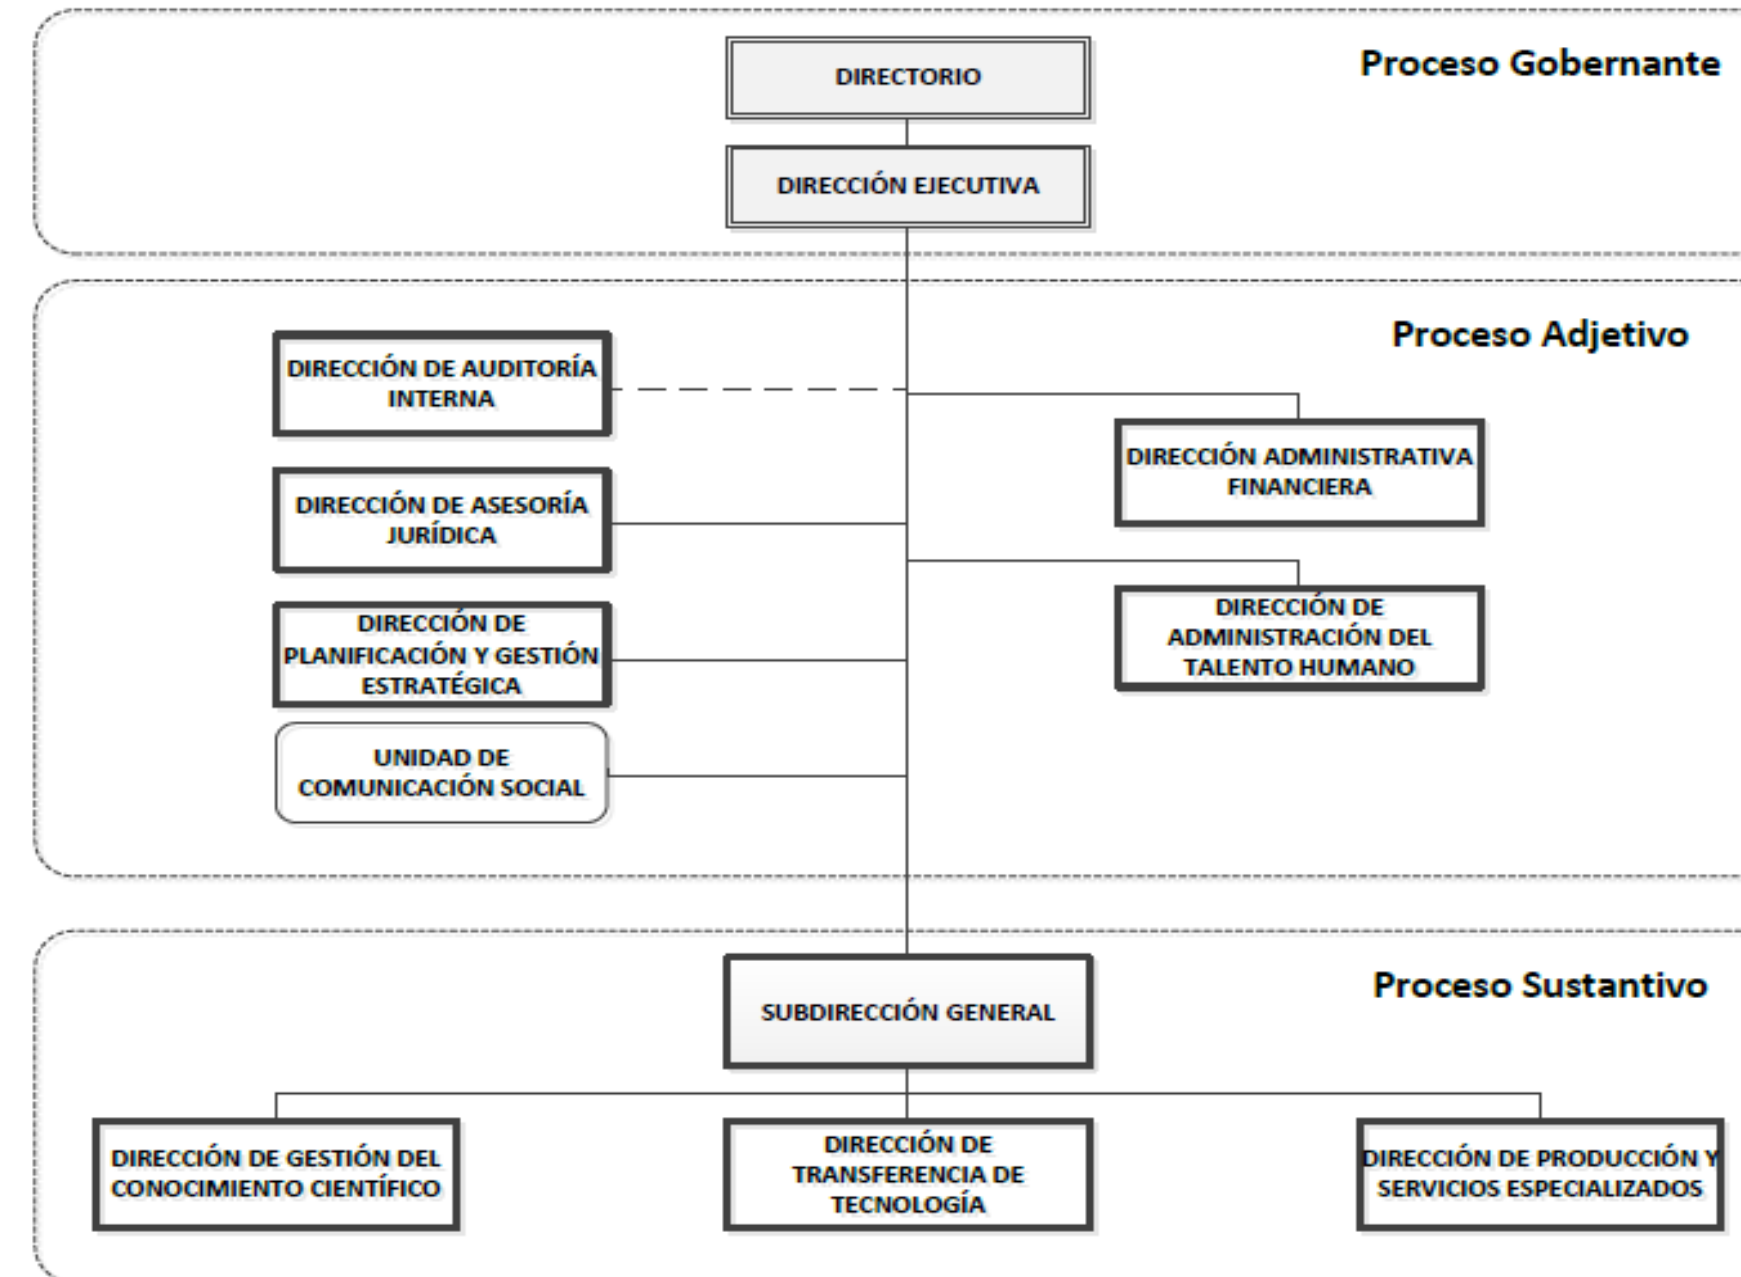 Proceso Gobernante
DIRECTORIO
DIRECCIÓN EJECUTIVA
Proceso Adjetivo
DIRECCIÓN DE AUDITORÍA
INTERNA
DIRECCIÓN ADMINISTRATIVA
FINANCIERA
DIRECCIÓN DE ASESORÍA
JURÍDICA
DIRECCIÓN DE
ADMINISTRACIÓN DEL
TALENTO HUMANO
DIRECCIÓN DE
PLANIFICACIÓN Y GESTIÓN
ESTRATÉGICA
UNIDAD DE
COMUNICACIÓN SOCIAL
Proceso Sustantivo
SUBDIRECCIÓN GENERAL
DIRECCIÓN DE GESTIÓN DEL
CONOCIMIENTO CIENTÍFICO
DIRECCIÓN DE
TRANSFERENCIA DE
TECNOLOGÍA
DIRECCIÓN DE PRODUCCIÓN Y
SERVICIOS ESPECIALIZADOS